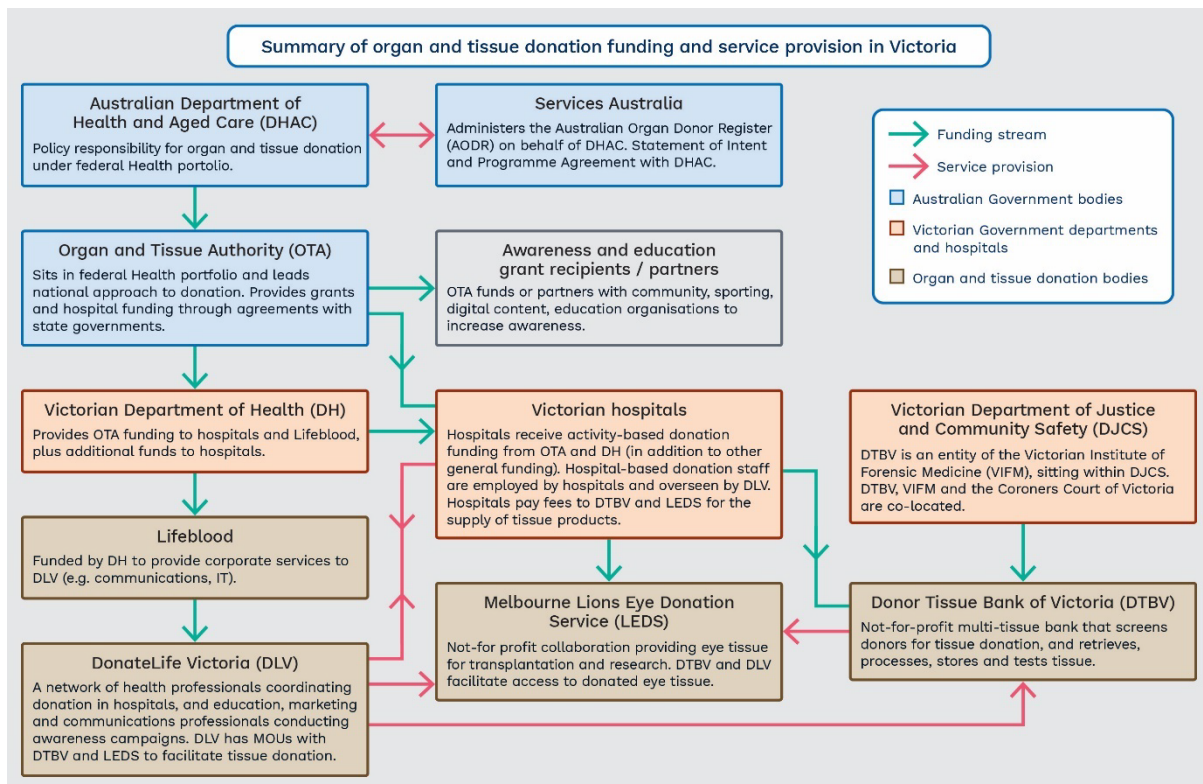 Summary of organ and tissue donation funding and service provision in Victoria
Australian Department of
Health and Aged Care (DHAC)
Policy responsibility for organ and tissue donation
under federal Health portolio.
Services Australia
Administers the Australian Organ Donor Register
(AODR) on behalf of DHAC. Statement of Intent
and Programme Agreement with DHAC.
Funding stream
Service provision
Australian Government bodies
Victorian Government departments
and hospitals
Organ and tissue donation bodies
Organ and Tissue Authority (OTA)
Sits in federal Health portfolio and leads
national approach to donation. Provides grants
and hospital funding through agreements with
state governments.
Awareness and education
grant recipients / partners
OTA funds or partners with community, sporting,
digital content, education organisations to
increase awareness.
Victorian Department of Health (DH)
Provides OTA funding to hospitals and Lifeblood,
plus additional funds to hospitals.
Victorian hospitals
Hospitals receive activity-based donation
funding from OTA and DH (in addition to other
general funding). Hospital-based donation staff
are employed by hospitals and overseen by DLV.
Hospitals pay fees to DTBV and LEDS for the
supply of tissue products.
Victorian Department of Justice
and Community Safety (DJCS)
DTBV is an entity of the Victorian Institute of
Forensic Medicine (VIFM), sitting within DJCS.
DTBV, VIFM and the Coroners Court of Victoria
are co-located.
Lifeblood
Funded by DH to provide corporate services to
DLV (e.g. communications, IT).
Melbourne Lions Eye Donation
Service (LEDS)
Not-for profit collaboration providing eye tissue
for transplantation and research. DTBV and DLV
facilitate access to donated eye tissue.
Donor Tissue Bank of Victoria (DTBV)
Not-for-profit multi-tissue bank that screens
donors for tissue donation, and retrieves,
processes, stores and tests tissue.
DonateLife Victoria (DLV)
A network of health professionals coordinating
donation in hospitals, and education, marketing
and communications professionals conducting
awareness campaigns. DLV has MOUs with
DTBV and LEDS to facilitate tissue donation.